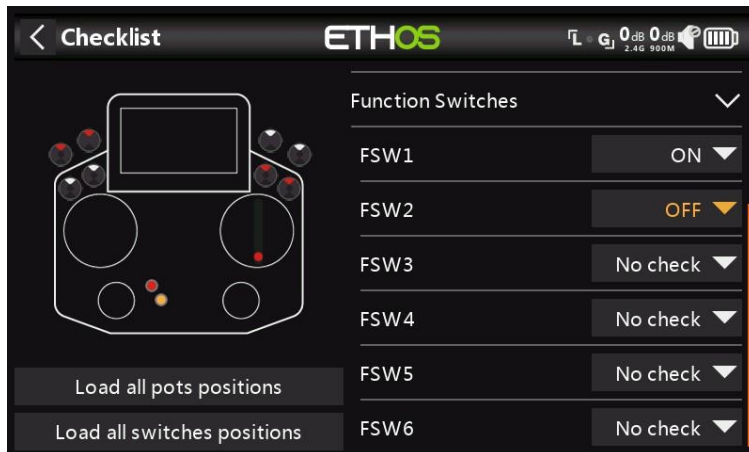 Checklist
ETHOS
L G 0dB 0dB
2.4G 900M
Function Switches
FSW1 ON
FSW2 OFF
FSW3 No check
FSW4 No check
FSW5 No check
FSW6 No check
Load all pots positions
Load all switches positions